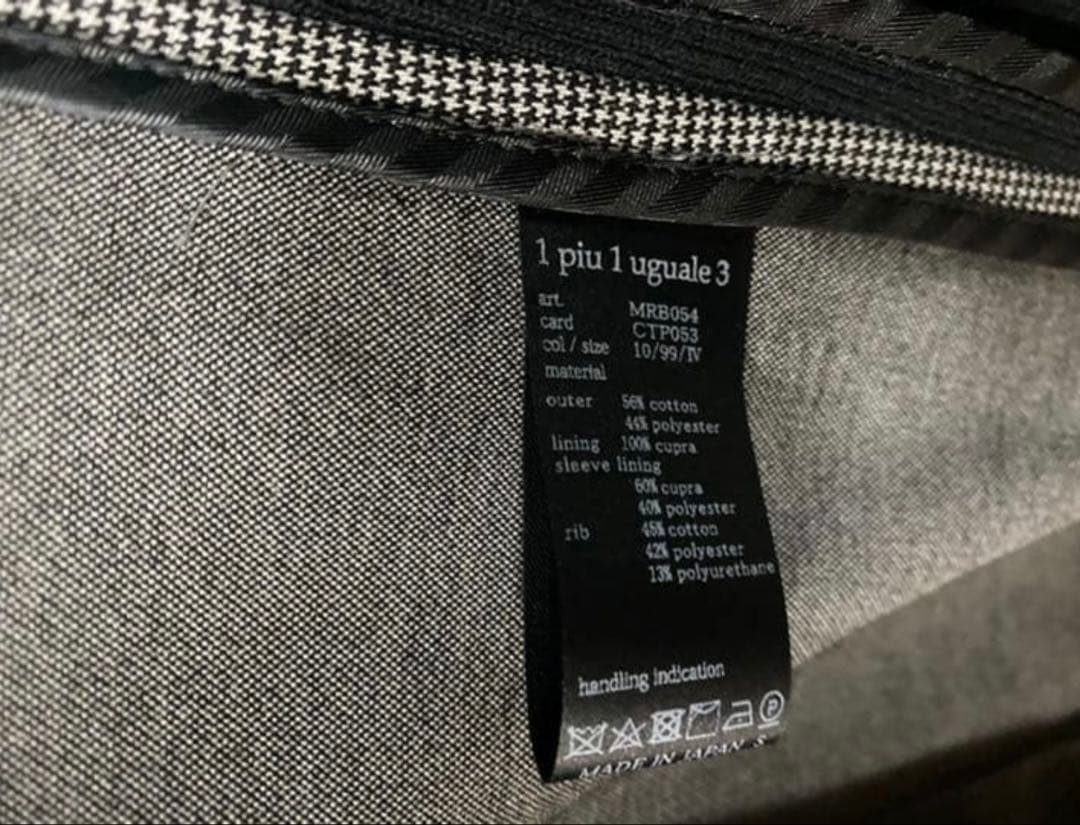 1 piu 1 uguale 3
art. MRB054
card CTP053
col / size 10/99/IV
material
outer 56% cotton
44% polyester
lining 100% cupra
sleeve lining
60% cupra
40% polyester
rib 45% cotton
42% polyester
13% polyurethane
handling indication
P
MADE IN JAPAN S